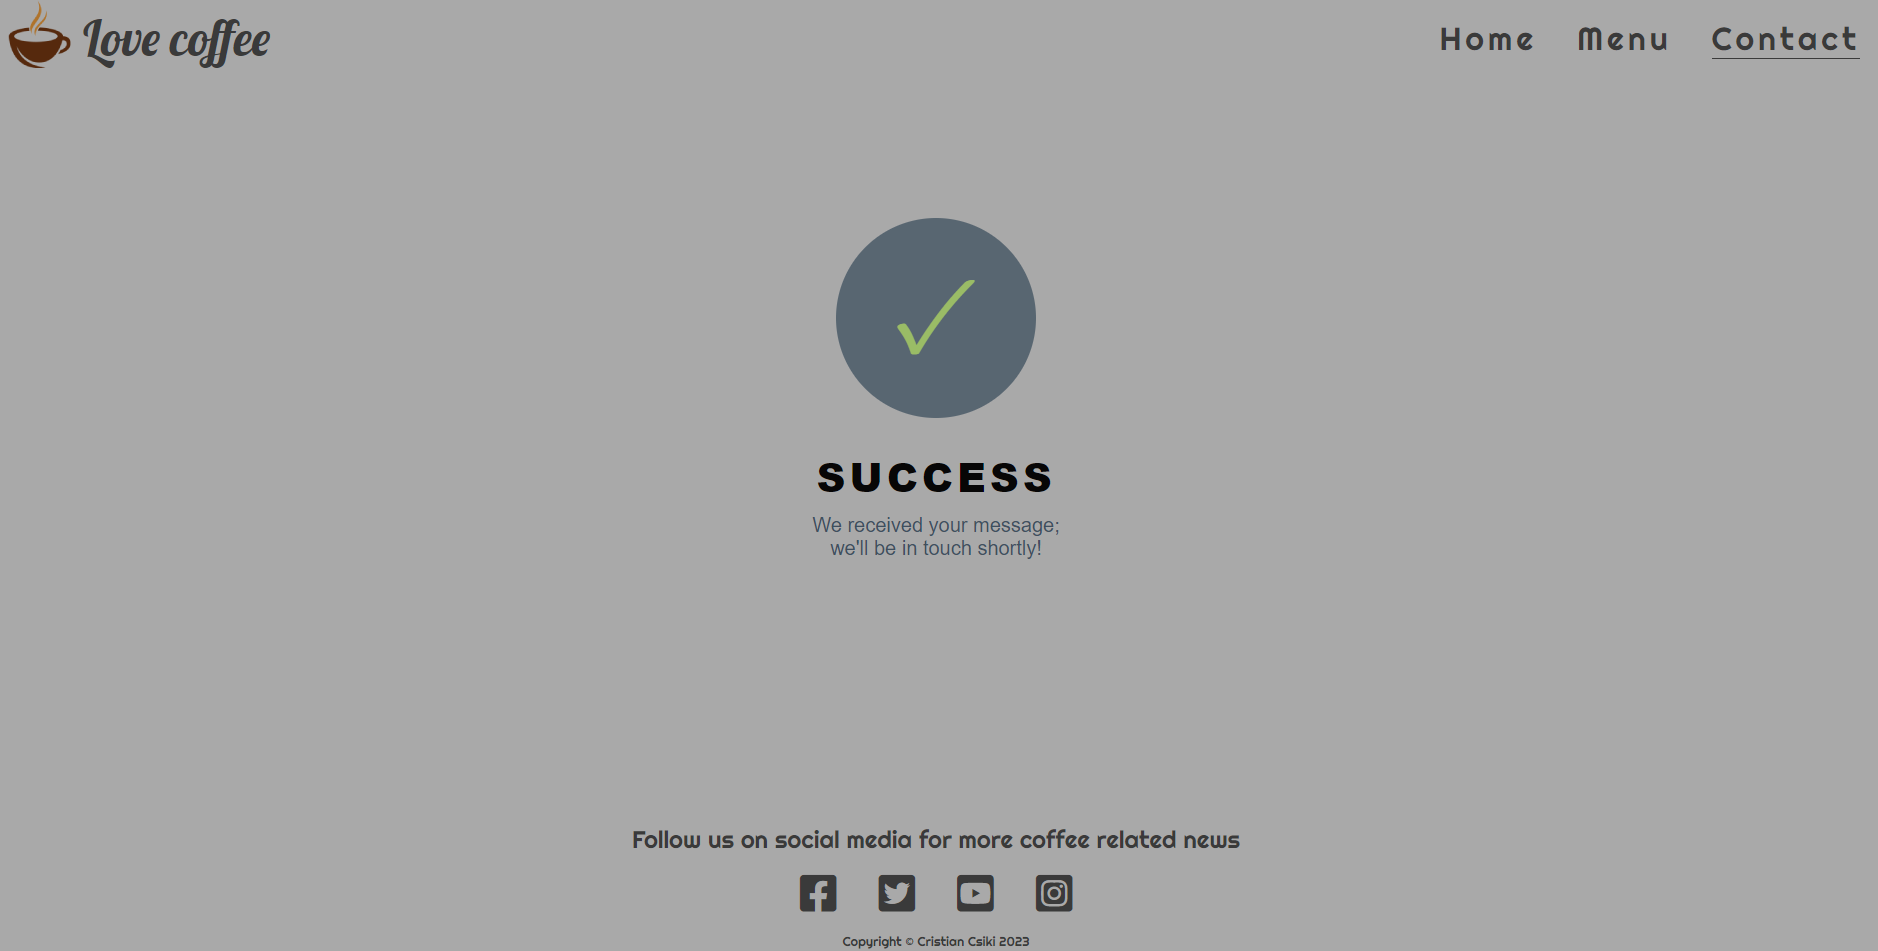 Love coffee
Home Menu Contact
SUCCESS
We received your message;
we'll be in touch shortly!
Follow us on social media for more coffee related news
Copyright © Cristian Csiki 2023